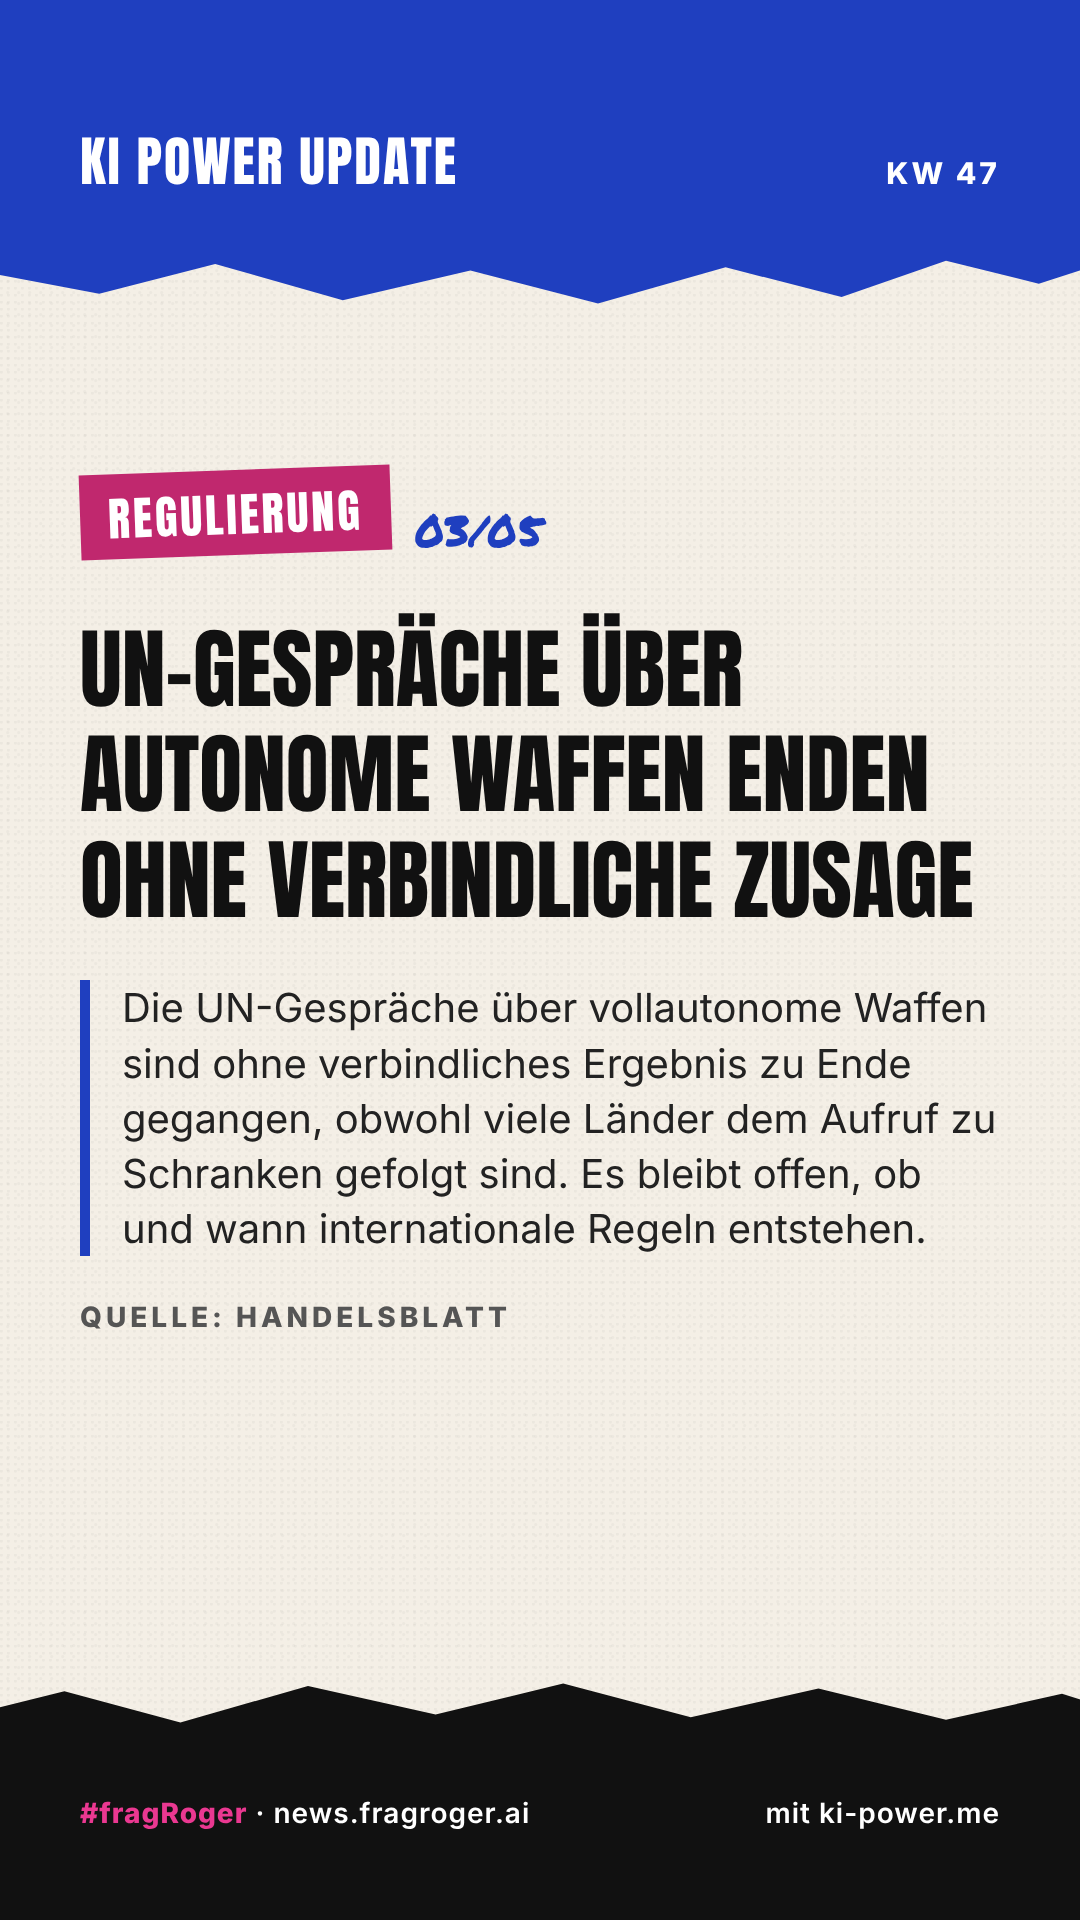 KI POWER UPDATE
KW 47
REGULIERUNG
03/05
UN-GESPRÄCHE ÜBER
AUTONOME WAFFEN ENDEN
OHNE VERBINDLICHE ZUSAGE
Die UN-Gespräche über vollautonome Waffen
sind ohne verbindliches Ergebnis zu Ende
gegangen, obwohl viele Länder dem Aufruf zu
Schranken gefolgt sind. Es bleibt offen, ob
und wann internationale Regeln entstehen.
QUELLE: HANDELSBLATT
#fragRoger · news.fragroger.ai
mit ki-power.me